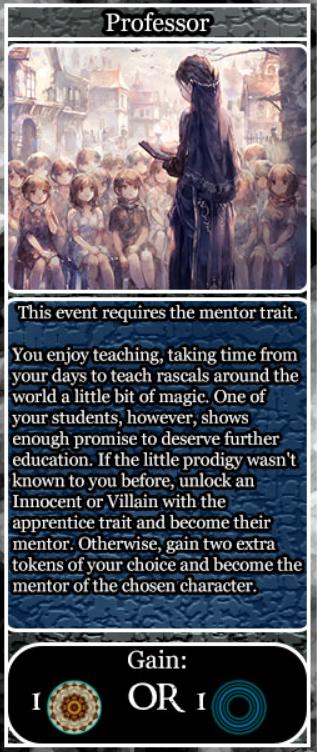 Professor
This event requires the mentor trait.
You enjoy teaching, taking time from
your days to teach rascals around the
world a little bit of magic. One of
your students, however, shows
enough promise to deserve further
education. If the little prodigy wasn't
known to you before, unlock an
Innocent or Villain with the
apprentice trait and become their
mentor. Otherwise, gain two extra
tokens of your choice and become the
mentor of the chosen character.
Gain:
1 OR 1